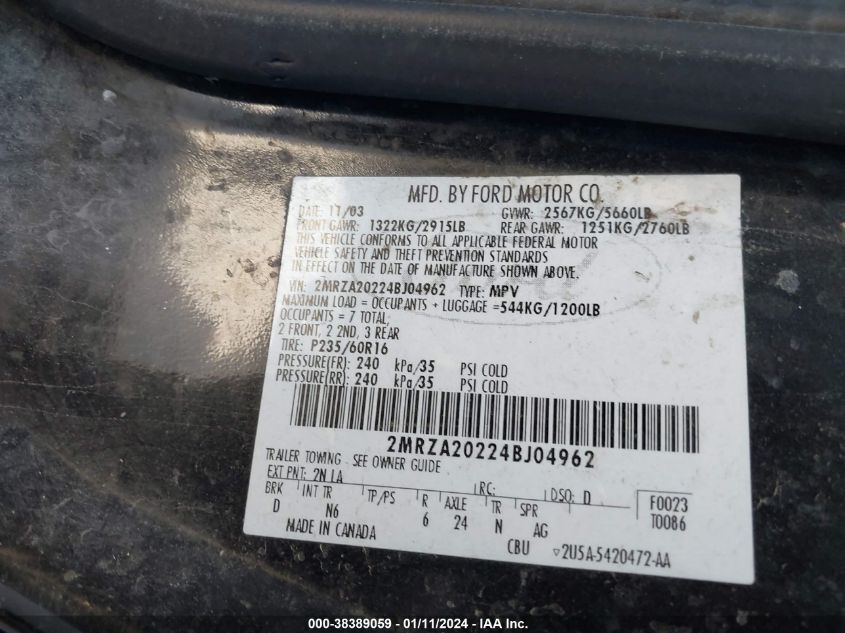 MFD. BY FORD MOTOR CO.
DATE: 11/03 GVWR: 2567KG/5660LB
FRONT GAWR: 1322KG/2915LB REAR GAWR: 1251KG/2760LB
THIS VEHICLE CONFORMS TO ALL APPLICABLE FEDERAL MOTOR
VEHICLE SAFETY AND THEFT PREVENTION STANDARDS
IN EFFECT ON THE DATE OF MANUFACTURE SHOWN ABOVE.
VIN: 2MRZA20224BJ04962 TYPE: MPV
MAXIMUM LOAD = OCCUPANTS + LUGGAGE =544KG/1200LB
OCCUPANTS = 7 TOTAL;
2 FRONT, 2 2ND, 3 REAR
TIRE: P235/60R16
PRESSURE(FR): 240 kPa/35 PSI COLD
PRESSURE(RR): 240 kPa/35 PSI COLD
2MRZA20224BJ04962
TRAILER TOWING - SEE OWNER GUIDE
EXT PNT: 2N LA RC: DSO: D F0023
BRK INT TR TP/PS R AXLE TR SPR T0086
D N6 6 24 N AG
MADE IN CANADA CBU 2U5A-5420472-AA
000-38389059 - 01/11/2024 - IAA Inc.